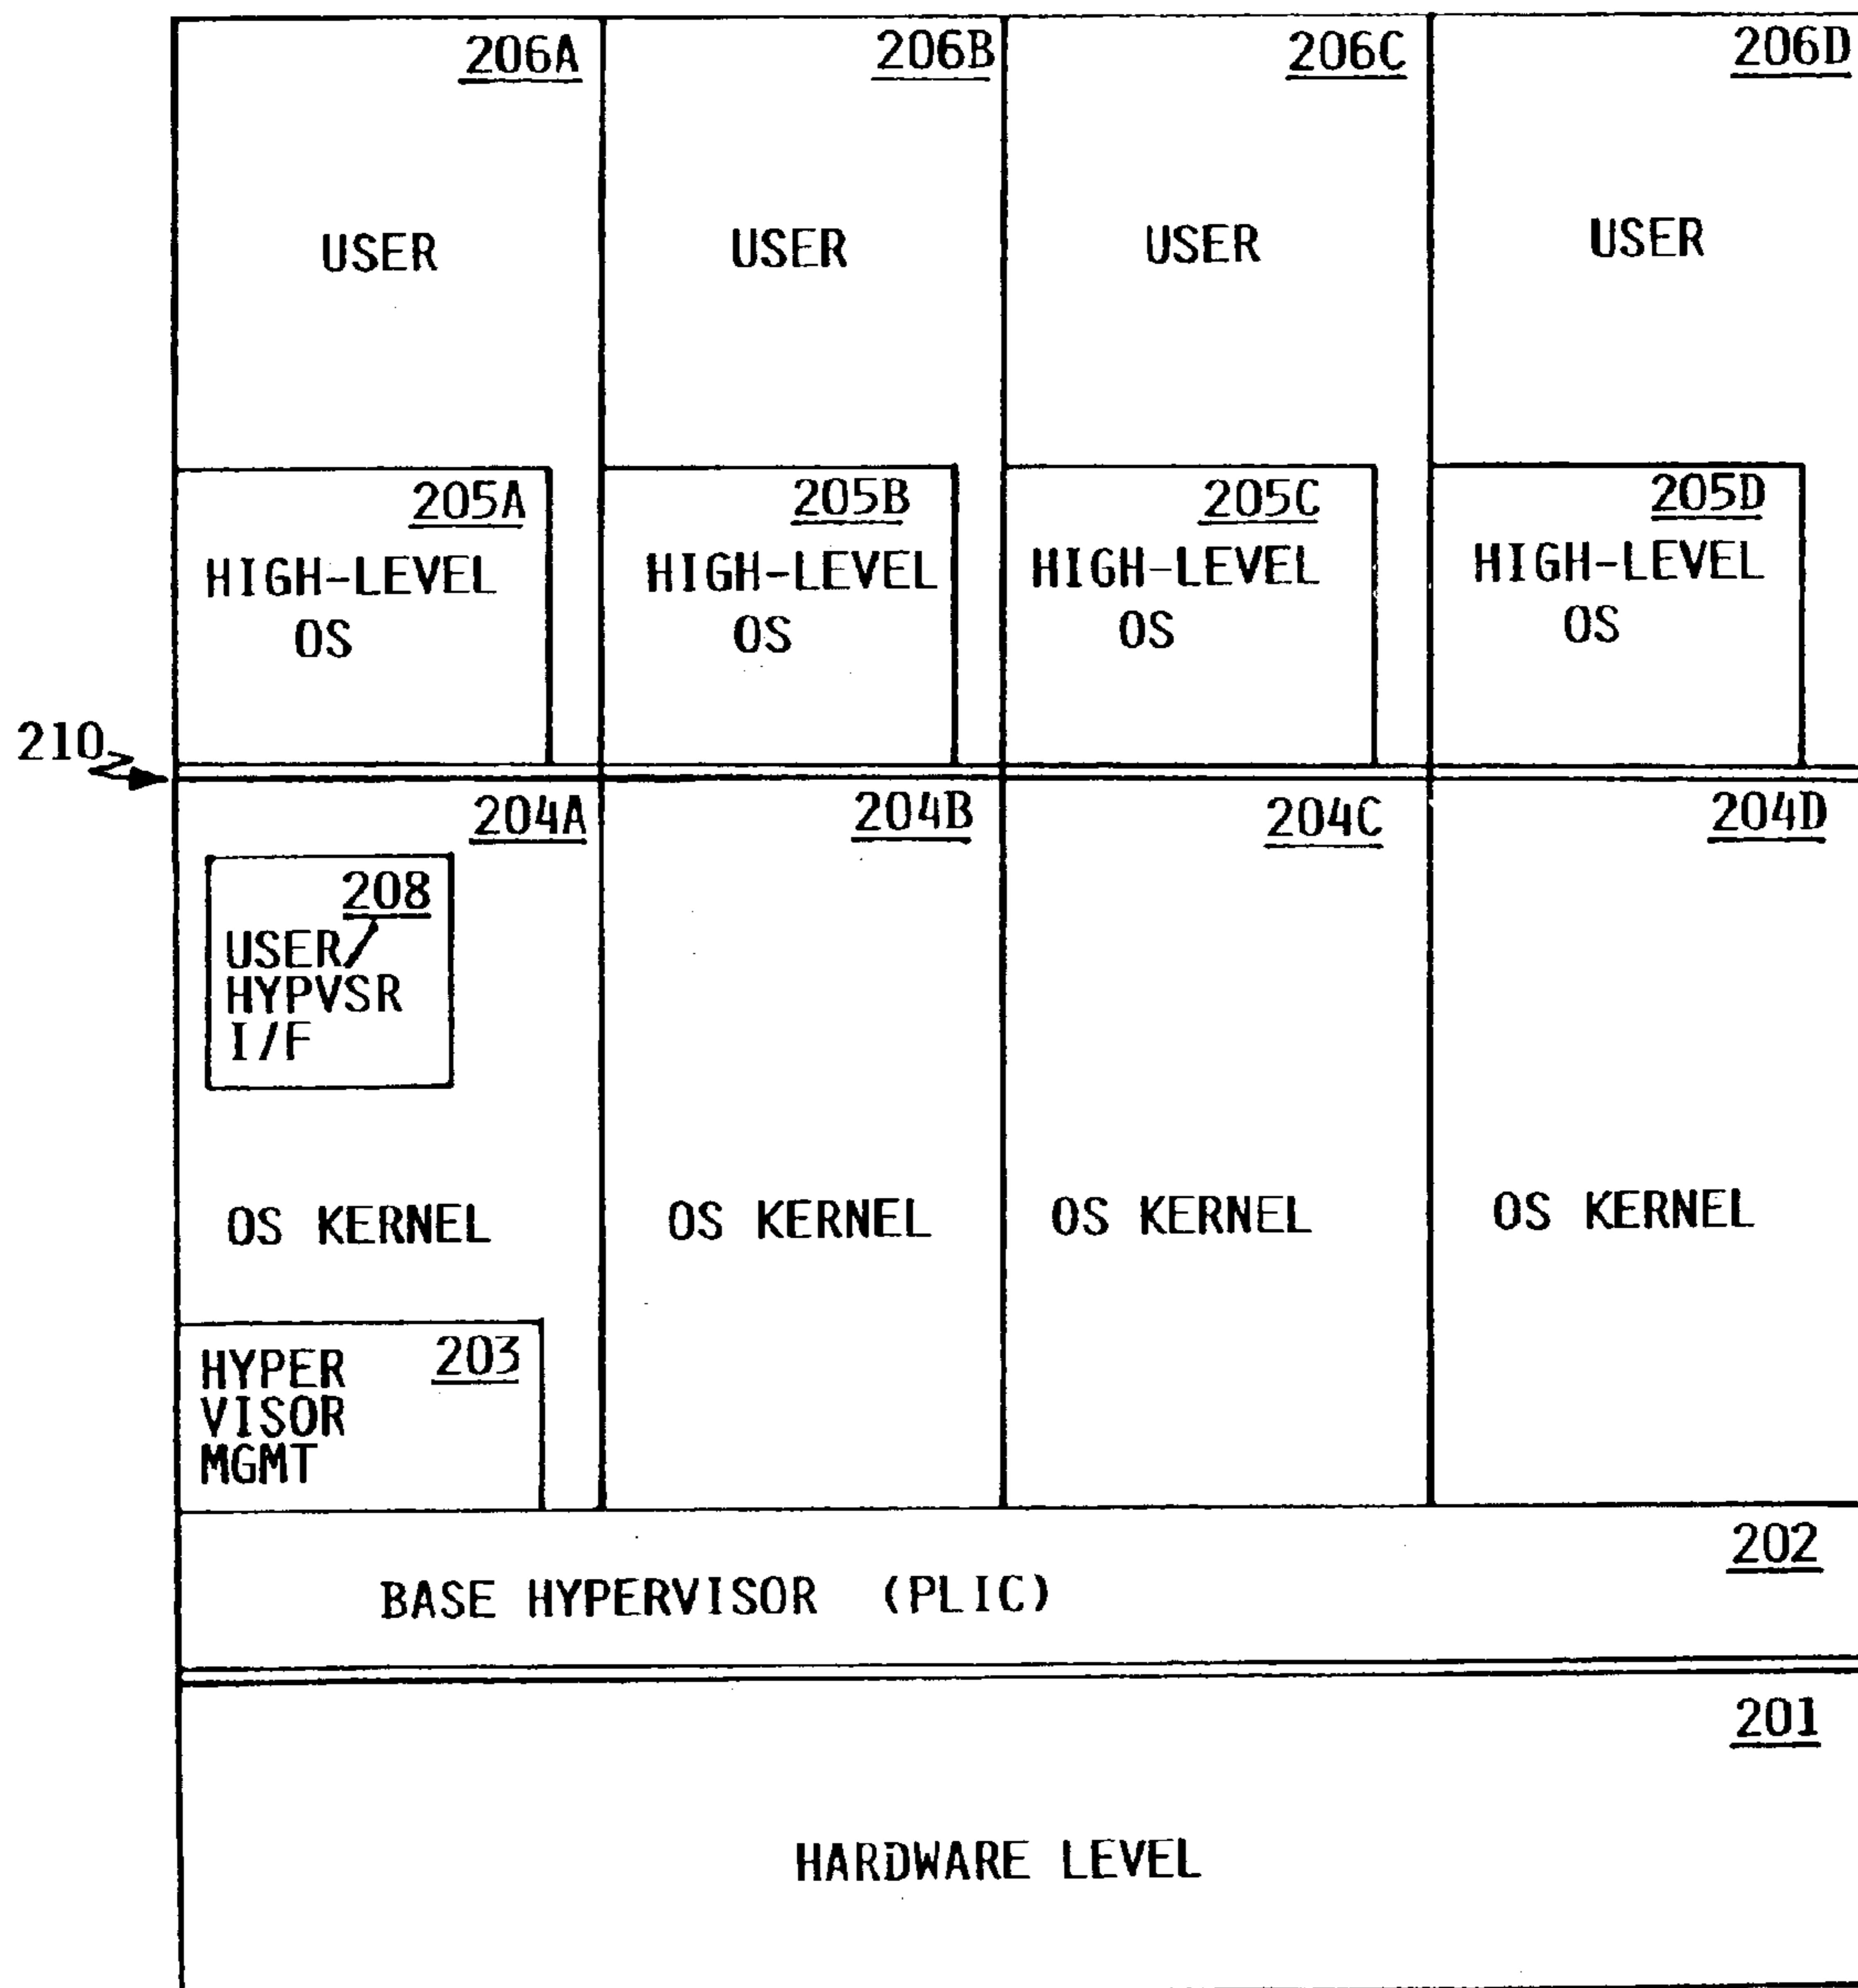 206A 206B 206C 206D
USER USER USER USER
205A 205B 205C 205D
HIGH-LEVEL HIGH-LEVEL HIGH-LEVEL HIGH-LEVEL
OS OS OS OS
210
204A 204B 204C 204D
208
USER/
HYPVSR
I/F
OS KERNEL OS KERNEL OS KERNEL OS KERNEL
203
HYPER
VISOR
MGMT
202
BASE HYPERVISOR (PLIC)
201
HARDWARE LEVEL